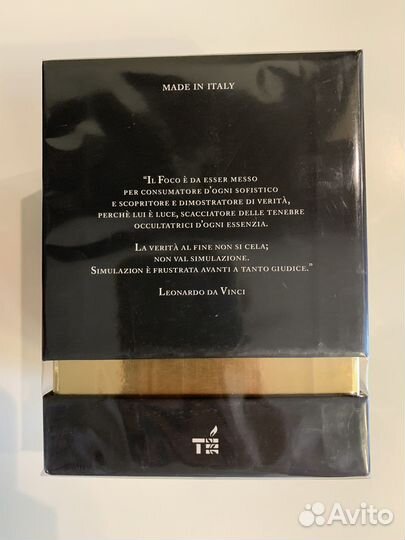 MADE IN ITALY
“IL FOCO È DA ESSER MESSO
PER CONSUMATORE D'OGNI SOFISTICO
E SCOPRITORE E DIMOSTRATORE DI VERITÀ,
PERCHÈ LUI È LUCE, SCACCIATORE DELLE TENEBRE
OCCULTATRICI D'OGNI ESSENZIA.
LA VERITÀ AL FINE NON SI CELA;
NON VAL SIMULAZIONE.
SIMULAZION È FRUSTRATA AVANTI A TANTO GIUDICE.”
LEONARDO DA VINCI
Avito